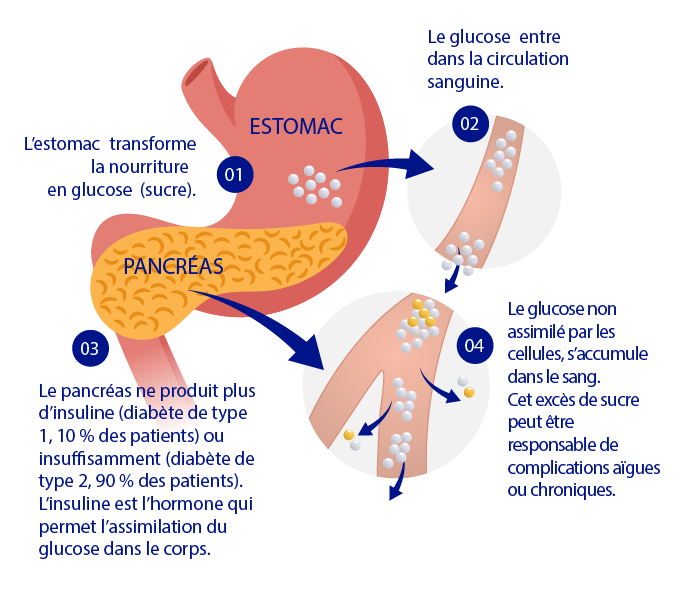 Le glucose entre
dans la circulation
sanguine.
ESTOMAC
02
L'estomac transforme
la nourriture
en glucose (sucre).
01
PANCRÉAS
03
Le pancréas ne produit plus
d'insuline (diabète de type
1, 10 % des patients) ou
insuffisamment (diabète de
type 2, 90 % des patients).
L'insuline est l'hormone qui
permet l'assimilation du
glucose dans le corps.
04
Le glucose non
assimilé par les
cellules, s'accumule
dans le sang.
Cet excès de sucre
peut être
responsable de
complications aïgues
ou chroniques.